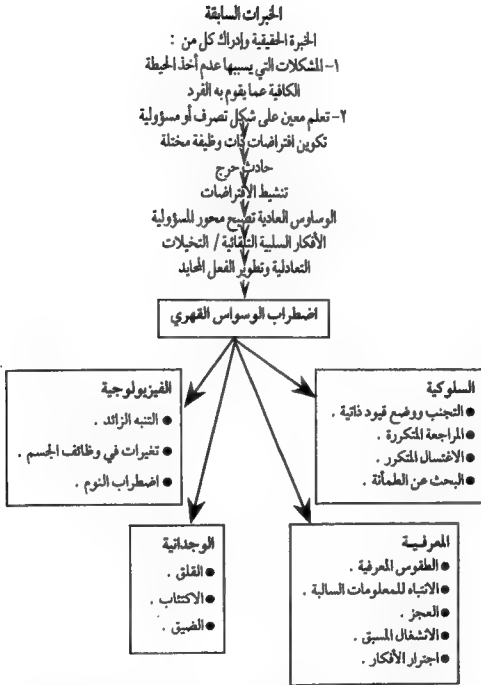 الخبرات السابقة
الخبرة الحقيقية وإدراك كل من :
١- المشكلات التي يسببها عدم أخذ الحيطة
الكافية عما يقوم به الفرد
٢- تعلم معين على شكل تصرف أو مسؤولية
تكوين افتراضات ذات وظيفة مختلة
حادث حرج
تنشيط الافتراضات
الوساوس العادية تصبح محور للمسؤولية
الأفكار السلبية التلقائية / التخيلات
التعادلية وتطوير الفعل المحايد
اضطراب الوسواس القهري
السلوكية
● التجنب ووضع قيود ذاتية .
● المراجعة المتكررة .
● الاغتسال المتكرر .
● البحث عن الطمأنة .
الفيزيولوجية
● التنبه الزائد .
● تغيرات في وظائف الجسم .
● اضطراب النوم .
المعرفية
● الطقوس المعرفية .
● الانتباه للمعلومات السالبة .
● العجز .
● الانشغال المسبق .
● اجترار الأفكار .
الوجدانية
● القلق .
● الاكتئاب .
● الضيق .